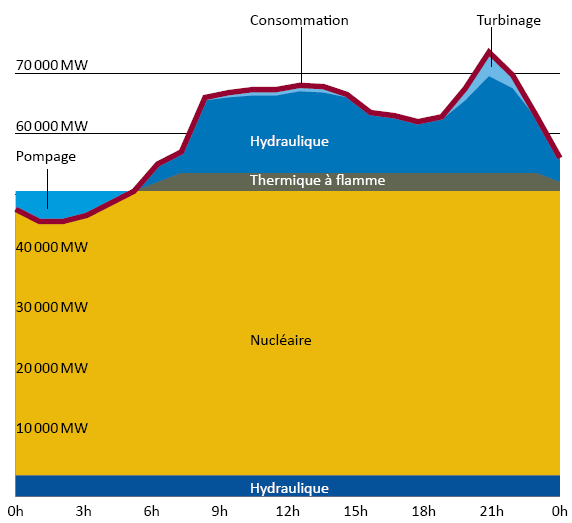 Consommation
Turbinage
70 000 MW
60 000 MW
Hydraulique
Pompage
Thermique à flamme
40 000 MW
30 000 MW
Nucléaire
20 000 MW
10 000 MW
Hydraulique
0h 3h 6h 9h 12h 15h 18h 21h 0h